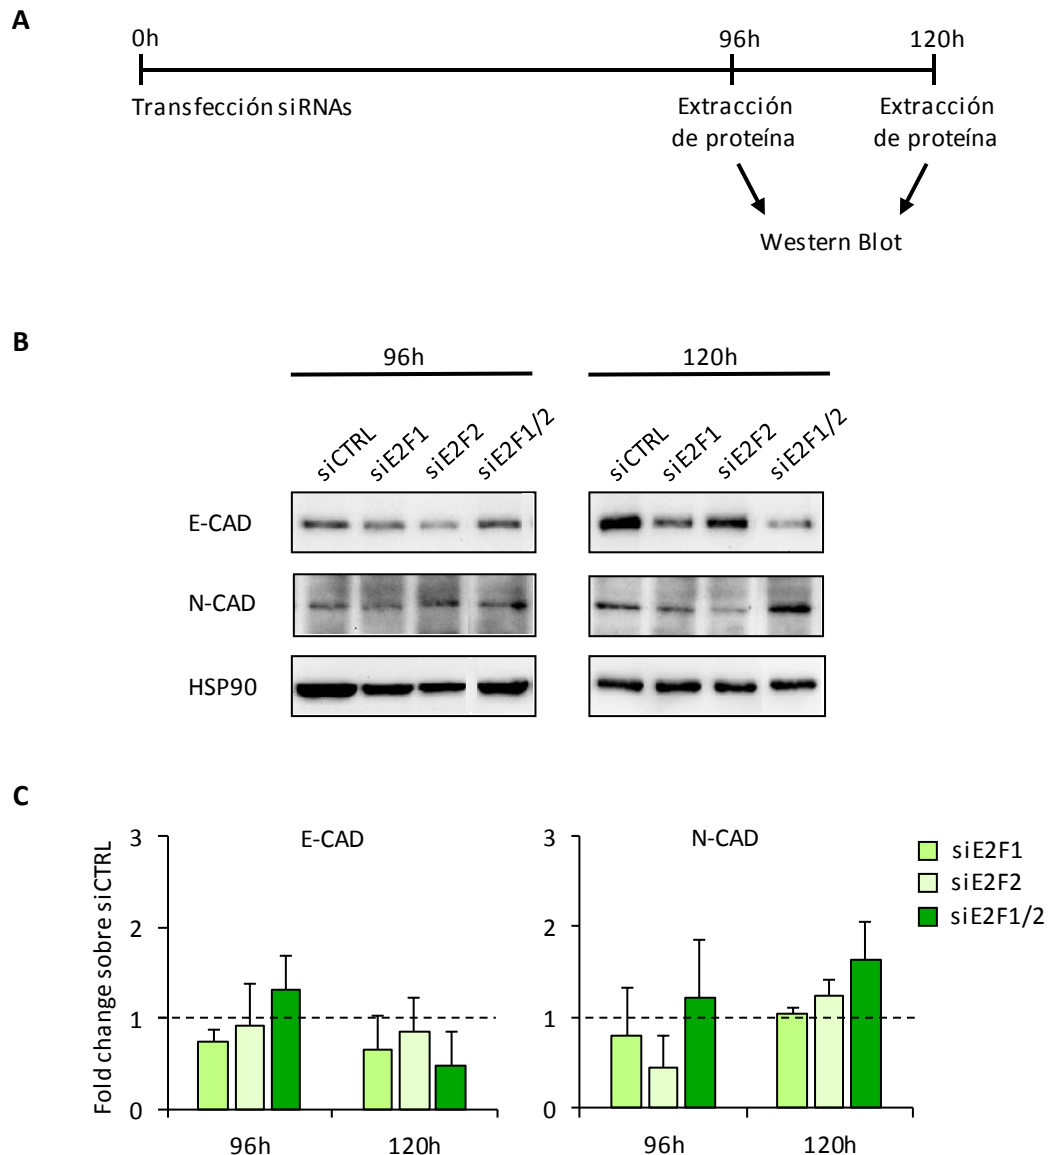 A
0h
96h
120h
Transfección siRNAs
Extracción
de proteína
Extracción
de proteína
Western Blot
B
96h
120h
siCTRL
siE2F1
siE2F2
siE2F1/2
siCTRL
siE2F1
siE2F2
siE2F1/2
E-CAD
N-CAD
HSP90
C
Fold change sobre siCTRL
E-CAD
3
2
1
0
96h
120h
N-CAD
3
2
1
0
96h
120h
siE2F1
siE2F2
siE2F1/2